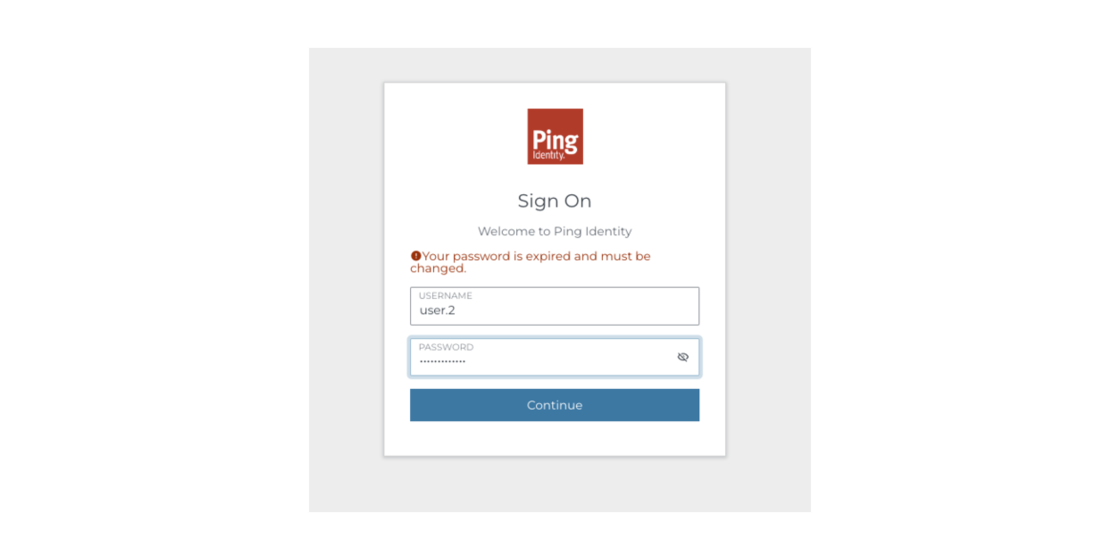 Ping
Identity.
Sign On
Welcome to Ping Identity
Your password is expired and must be
changed.
USERNAME
user.2
PASSWORD
•••••••••••••
Continue